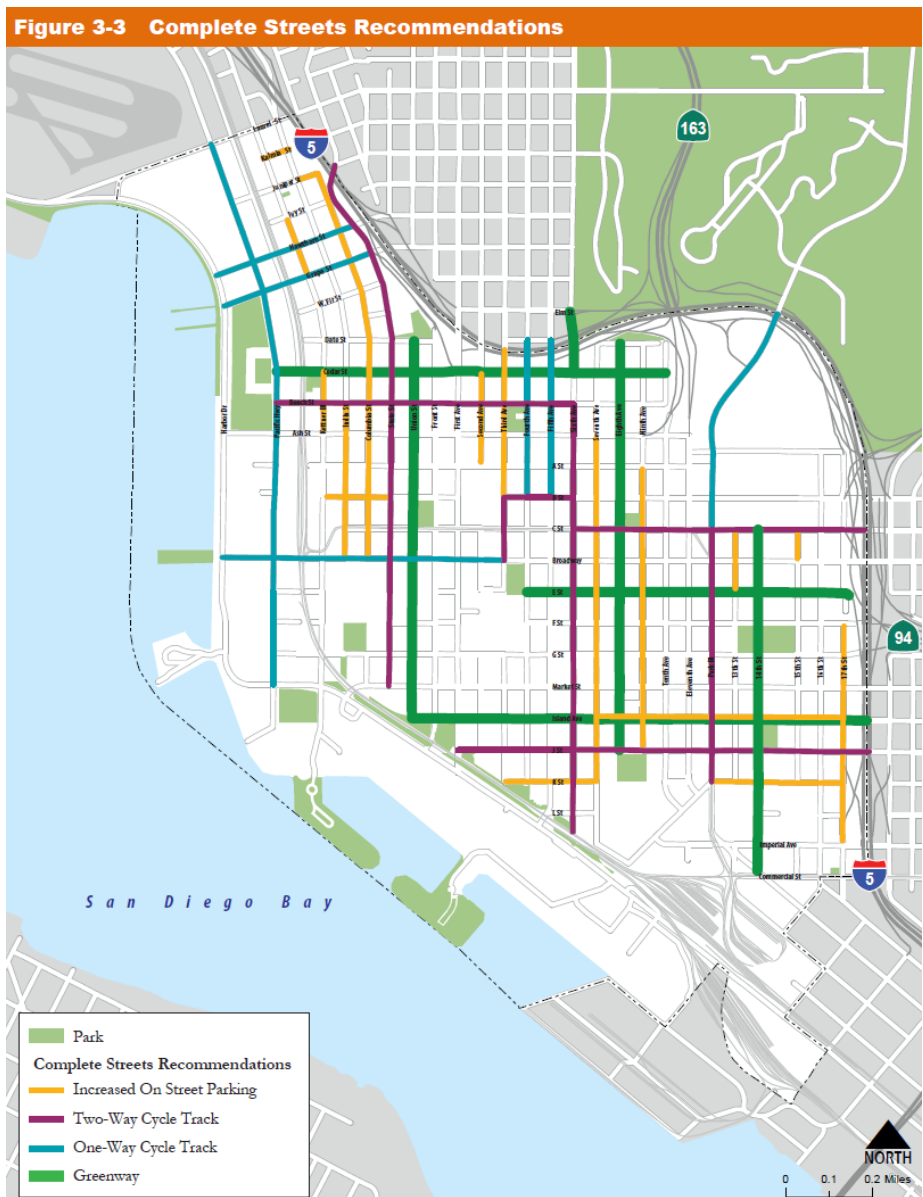 Figure 3-3 Complete Streets Recommendations
163
Laurel St
5
Kalmia St
Juniper St
Ivy St
Hawthorn St
Grape St
W Fir St
Elm St
Date St
Cedar St
Beech St
Ash St
Harbor Dr
Pacific Hwy
Kettner Bl
India St
Columbia St
State St
Union St
Front St
First Ave
Second Ave
Third Ave
Fourth Ave
Fifth Ave
Sixth Ave
Seventh Ave
Eighth Ave
Ninth Ave
A St
B St
C St
Broadway
E St
F St
94
G St
Tenth Ave
Eleventh Ave
Park Bl
13th St
14th St
15th St
16th St
17th St
Market St
Island Ave
J St
K St
L St
Imperial Ave
Commercial St
5
San Diego Bay
Park
Complete Streets Recommendations
Increased On Street Parking
Two-Way Cycle Track
One-Way Cycle Track
Greenway
NORTH
0 0.1 0.2 Miles